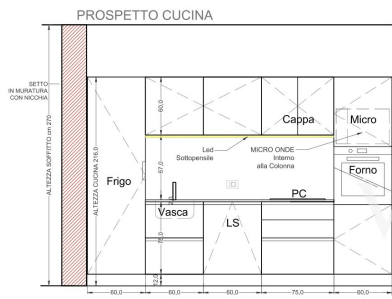 PROSPETTO CUCINA
SETTO
IN MURATURA
CON NICCHIA
ALTEZZA SOFFITTO cm 270
ALTEZZA CUCINA 216,0
60,0
Cappa
Micro
Led
Sottopensile
MICRO ONDE
Interno
alla Colonna
67,0
Frigo
Forno
PC
Vasca
LS
75,0
12,0
60,0
60,0
60,0
75,0
60,0